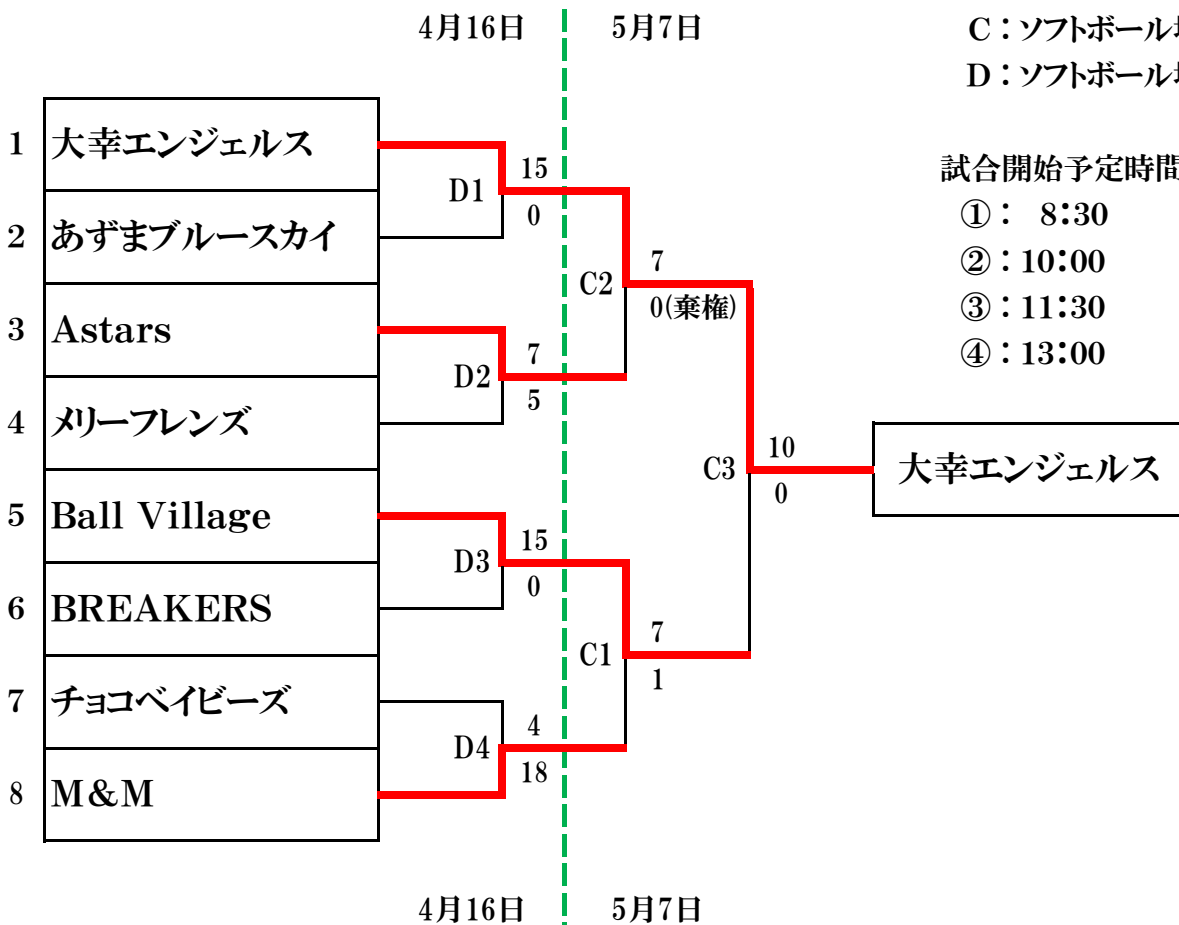 4月16日 5月7日
C：ソフトボール
D：ソフトボール
試合開始予定時間
①： 8:30
②：10:00
③：11:30
④：13:00
1 大幸エンジェルス
2 あずまブルースカイ
3 Astars
4 メリーフレンズ
5 Ball Village
6 BREAKERS
7 チョコベイビーズ
8 M&M
D1 15
0
D2 7
5
D3 15
0
D4 4
18
C2 7
0(棄権)
C1 7
1
C3 10
0
大幸エンジェルス
4月16日 5月7日